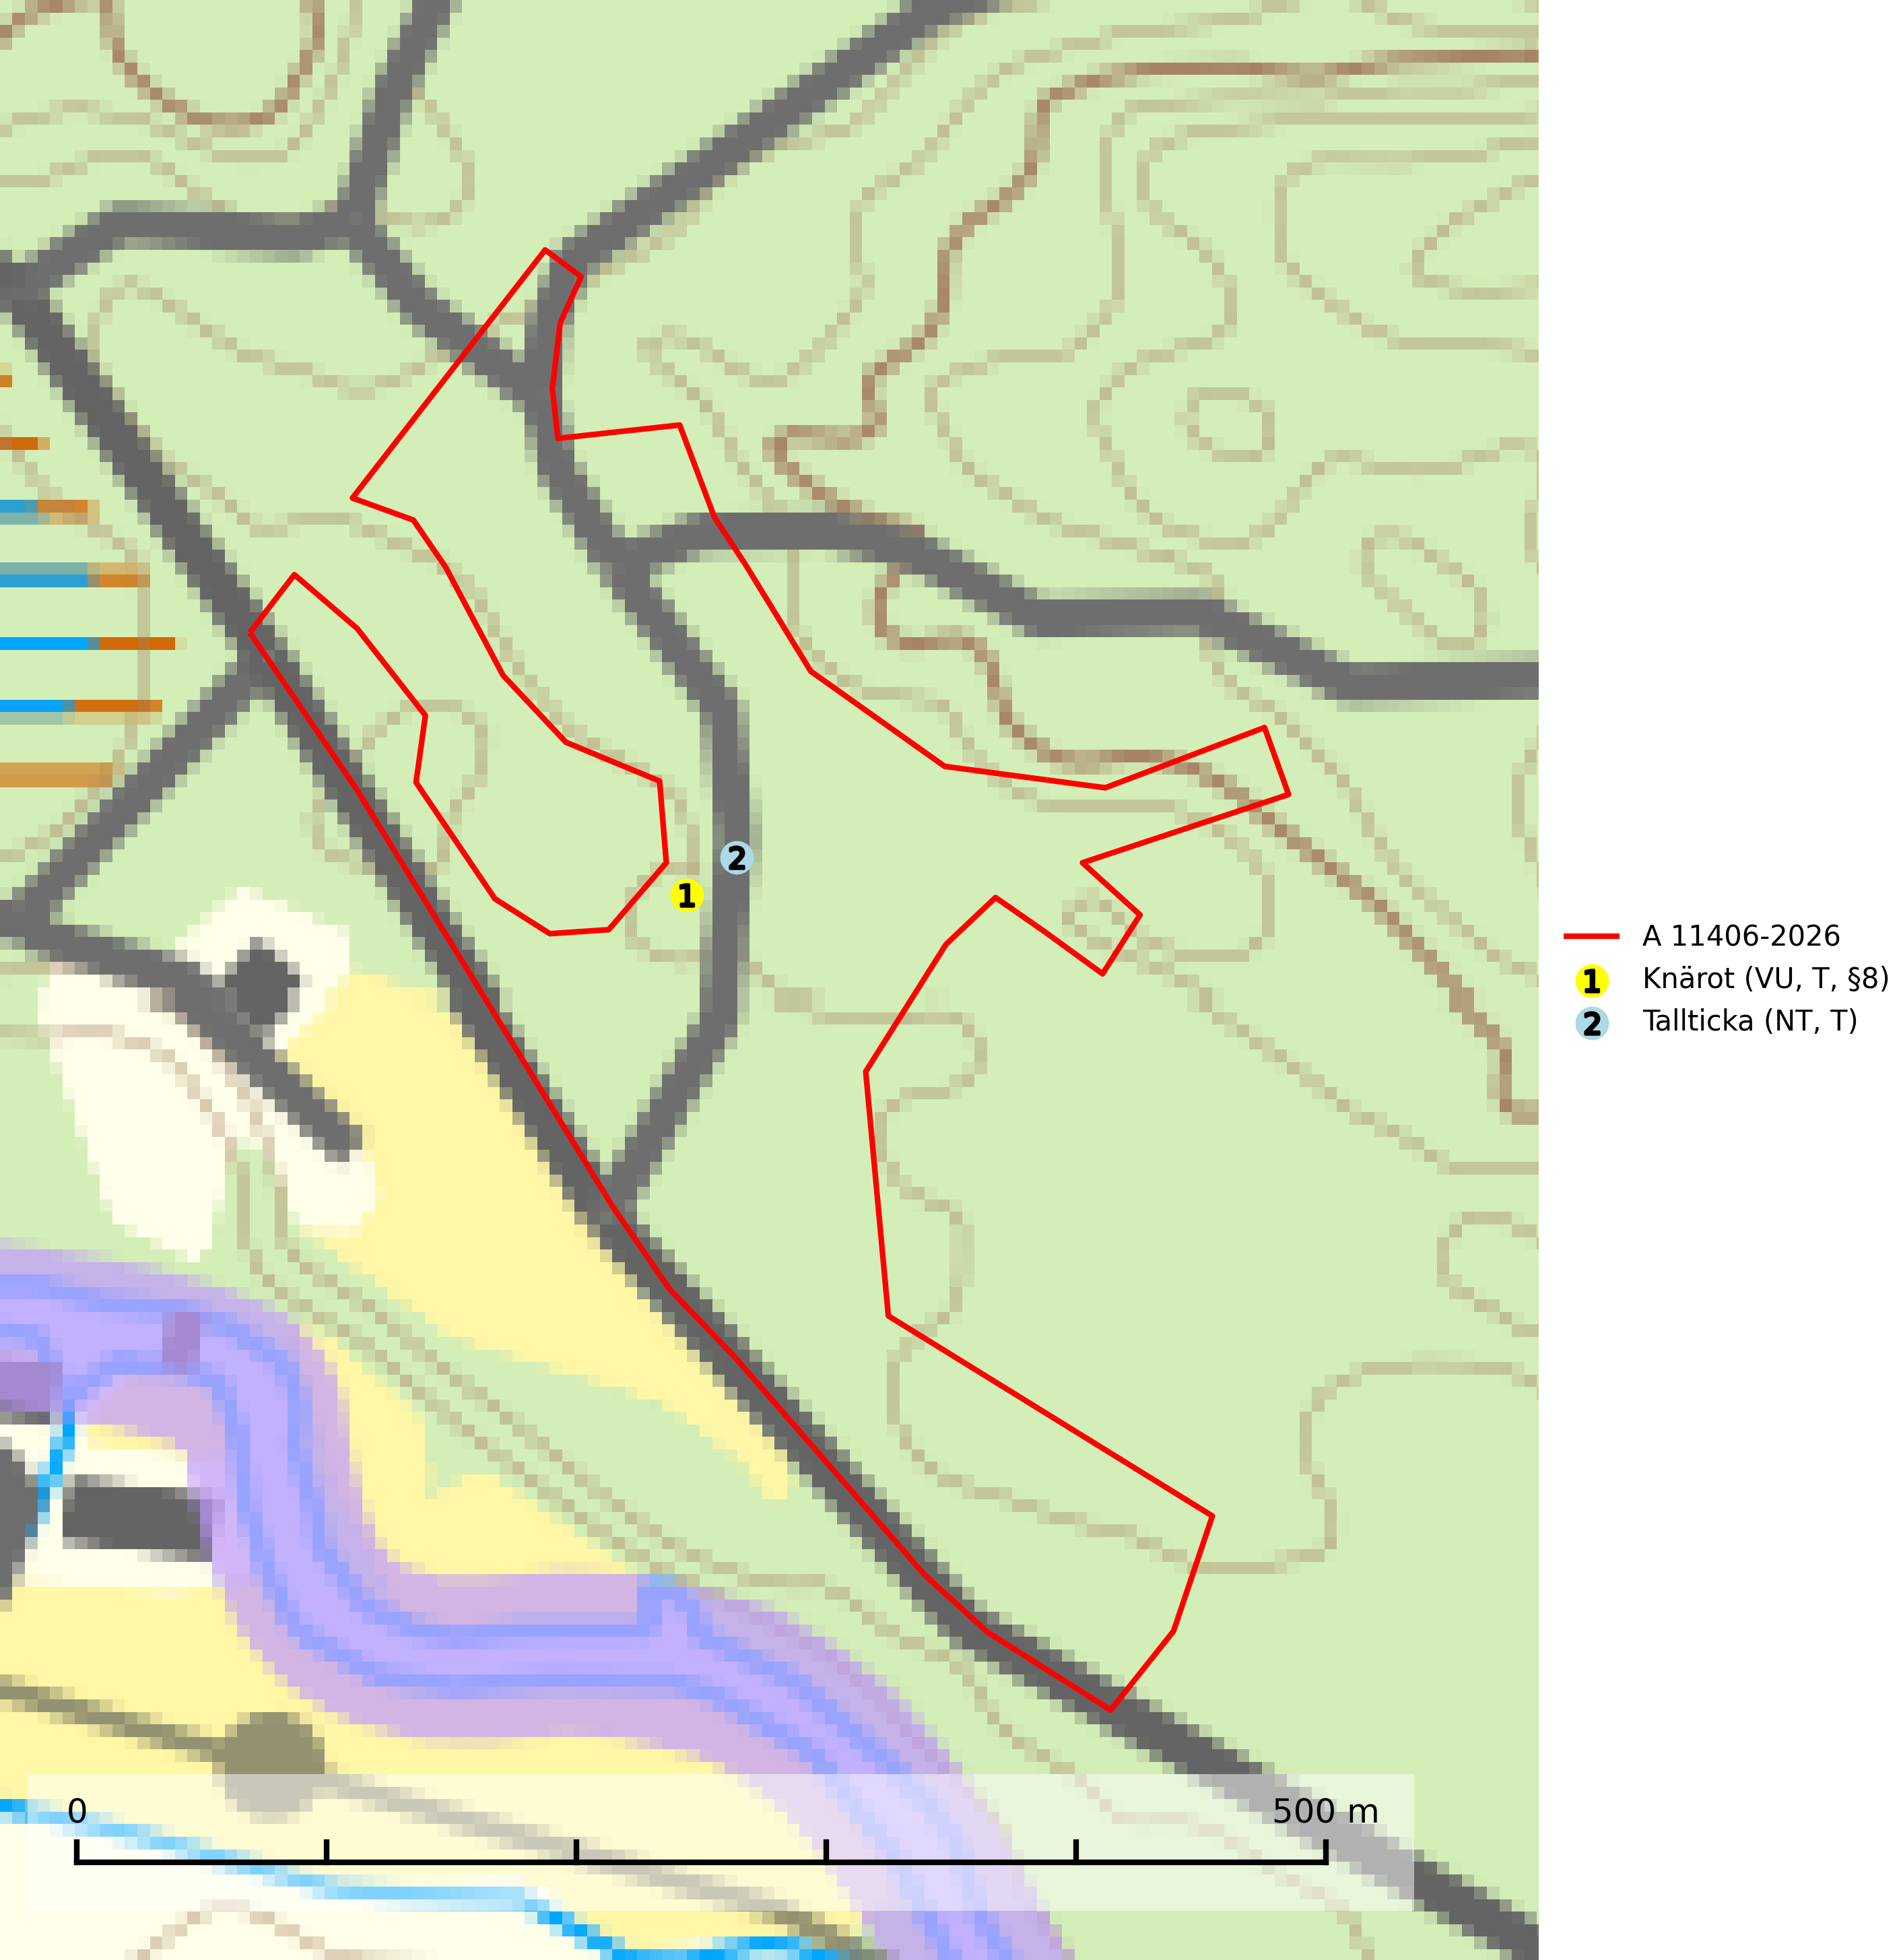 2
1
A 11406-2026
1 Knärot (VU, T, §8)
2 Tallticka (NT, T)
0 500 m